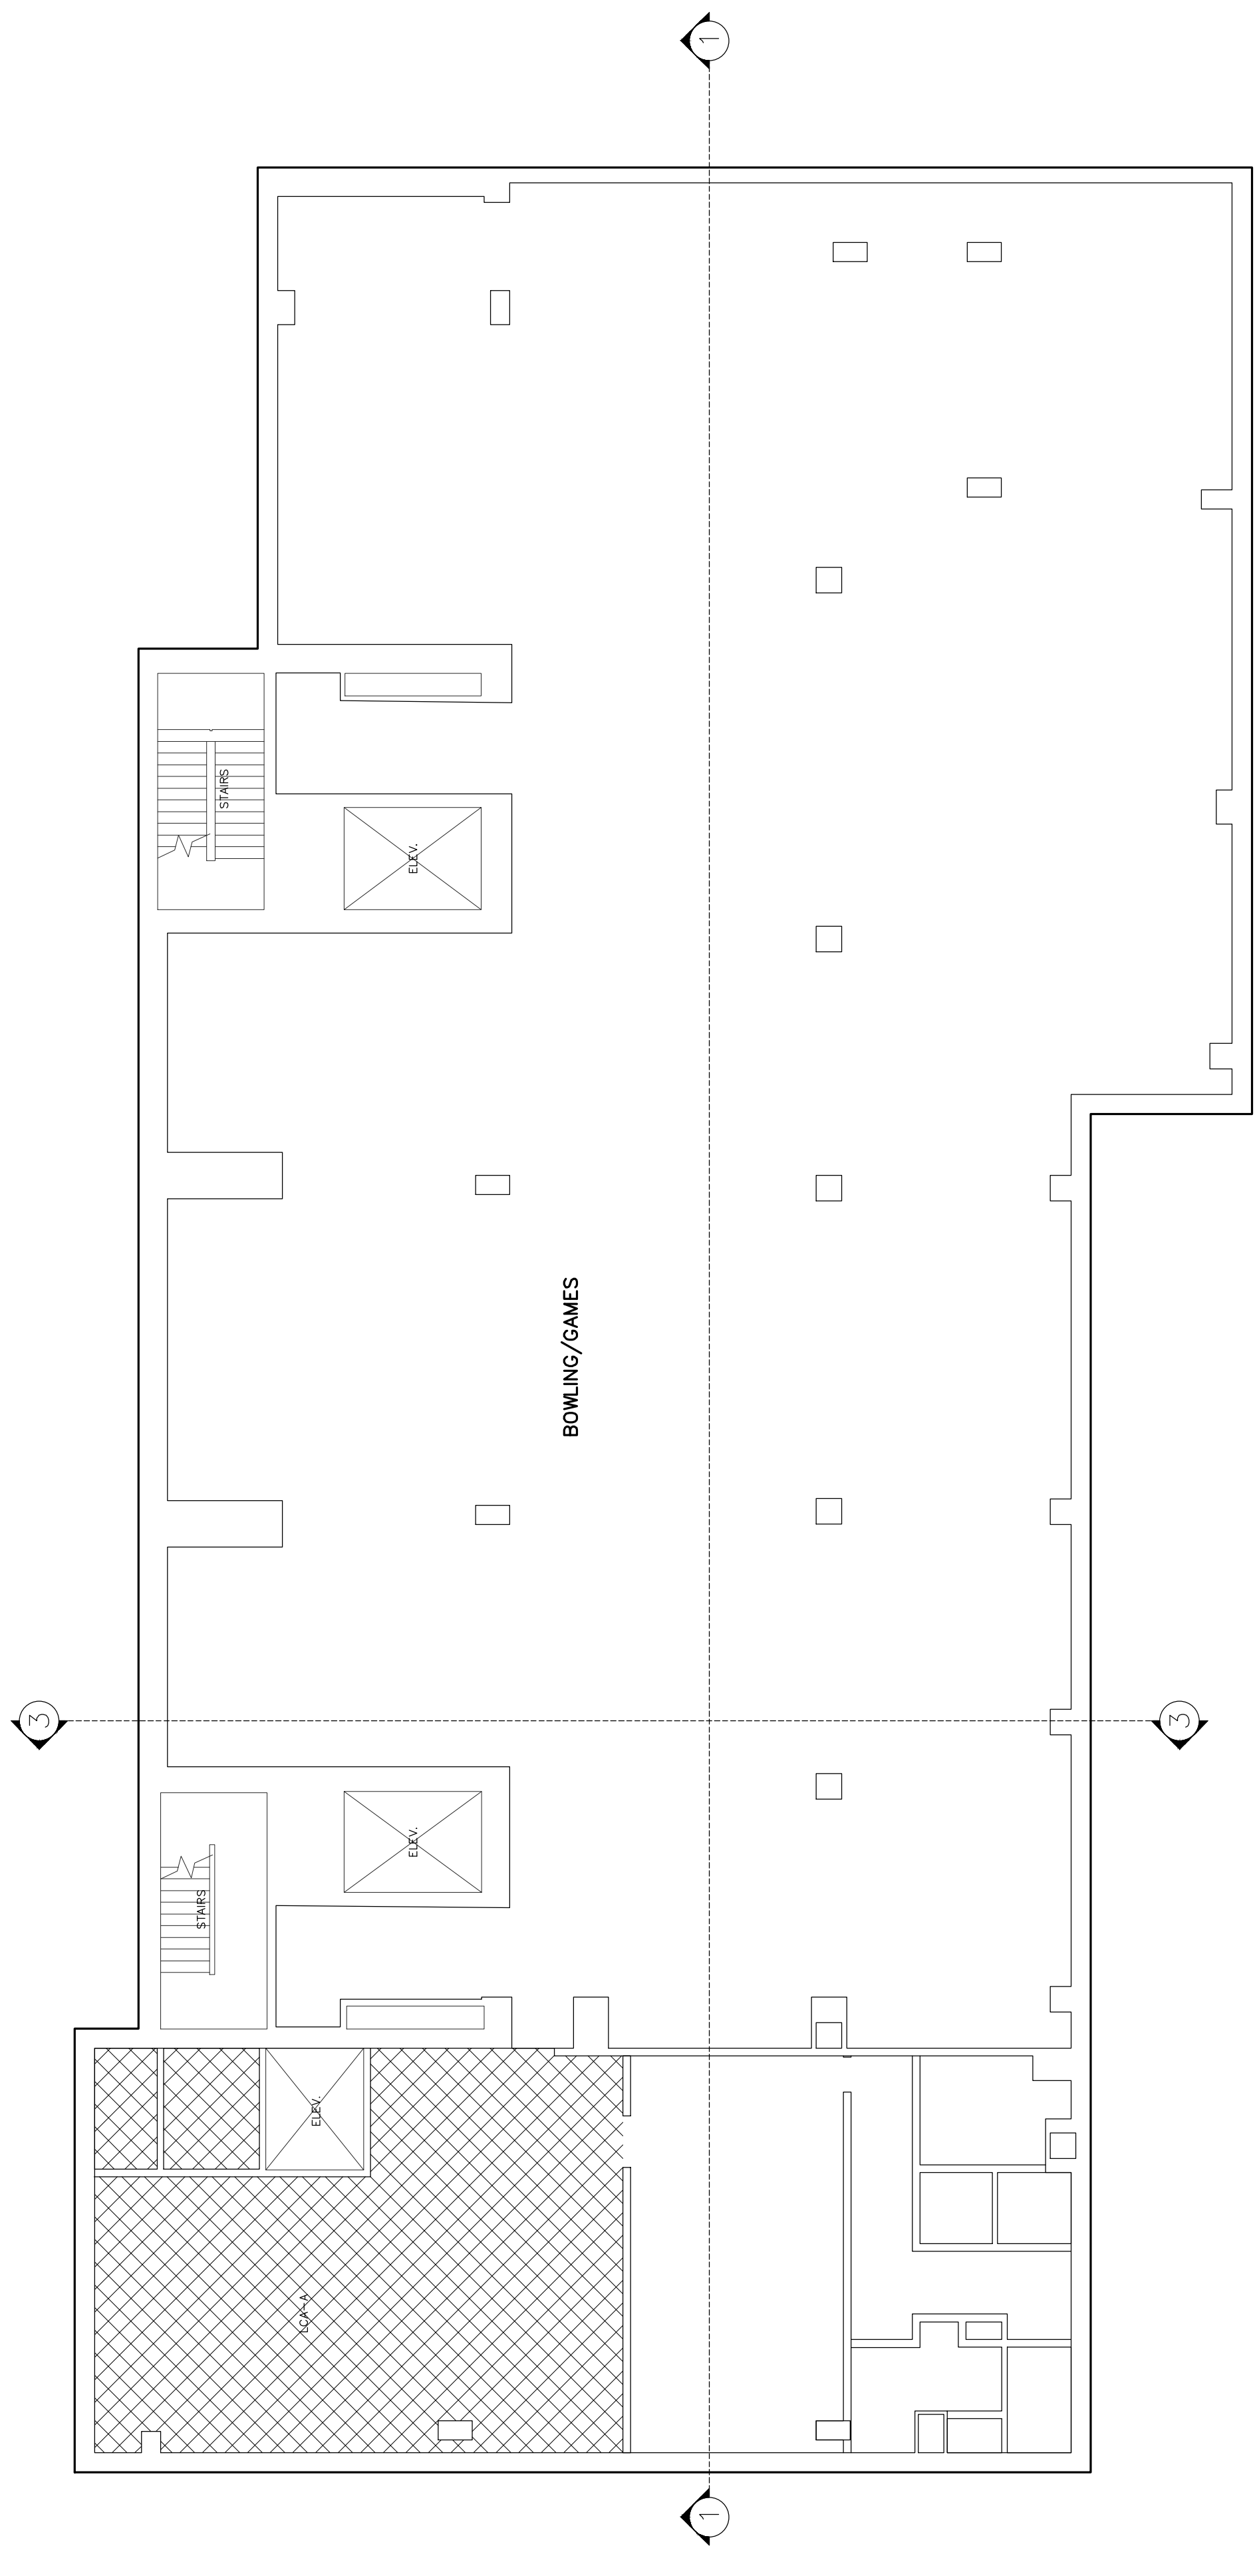 1
STAIRS
ELEV.
BOWLING/GAMES
3
3
ELEV.
STAIRS
ELEV.
LCA-A
1